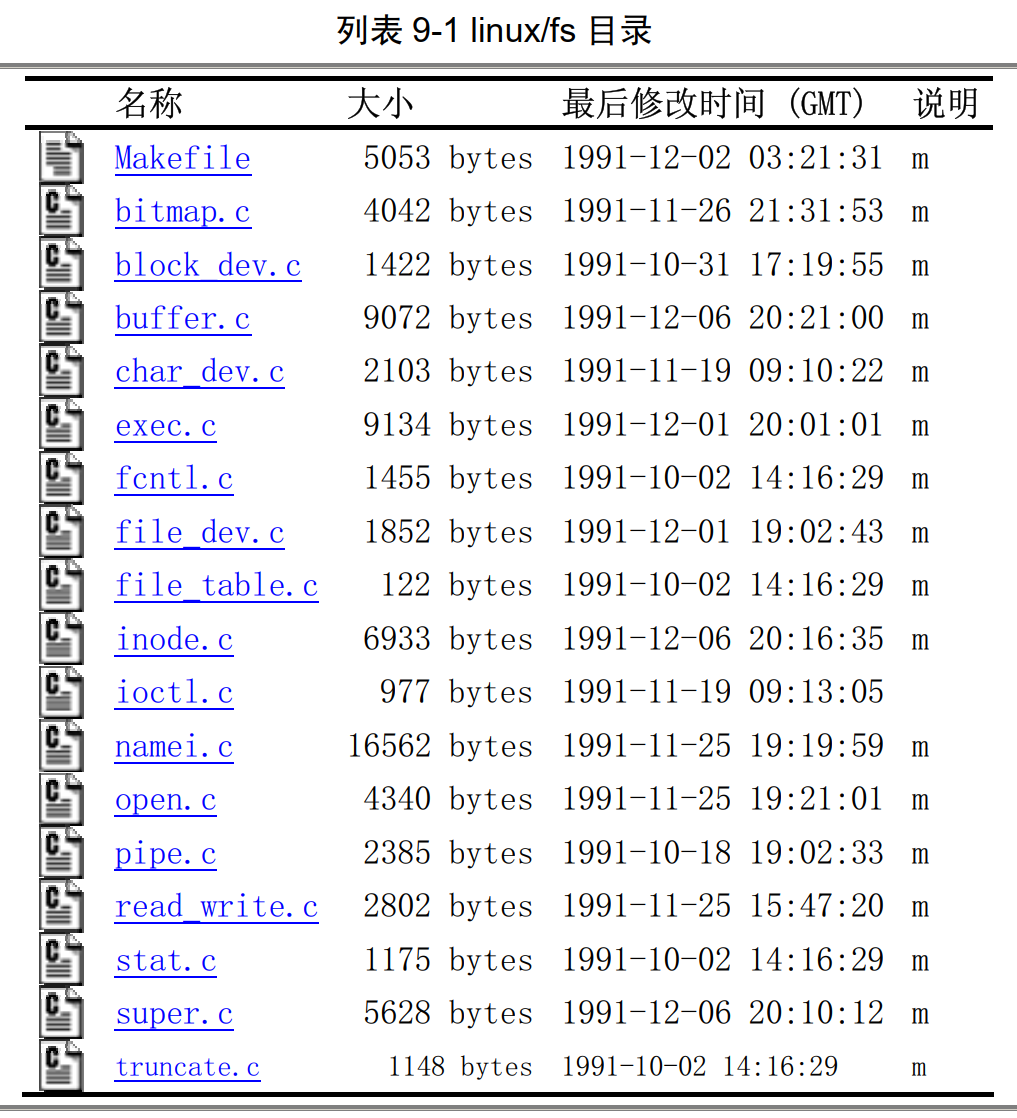 列表 9-1 linux/fs 目录
名称 大小 最后修改时间 (GMT) 说明
Makefile 5053 bytes 1991-12-02 03:21:31 m
C bitmap.c 4042 bytes 1991-11-26 21:31:53 m
C block_dev.c 1422 bytes 1991-10-31 17:19:55 m
C buffer.c 9072 bytes 1991-12-06 20:21:00 m
C char_dev.c 2103 bytes 1991-11-19 09:10:22 m
C exec.c 9134 bytes 1991-12-01 20:01:01 m
C fcntl.c 1455 bytes 1991-10-02 14:16:29 m
C file_dev.c 1852 bytes 1991-12-01 19:02:43 m
C file_table.c 122 bytes 1991-10-02 14:16:29 m
C inode.c 6933 bytes 1991-12-06 20:16:35 m
C ioctl.c 977 bytes 1991-11-19 09:13:05
C namei.c 16562 bytes 1991-11-25 19:19:59 m
C open.c 4340 bytes 1991-11-25 19:21:01 m
C pipe.c 2385 bytes 1991-10-18 19:02:33 m
C read_write.c 2802 bytes 1991-11-25 15:47:20 m
C stat.c 1175 bytes 1991-10-02 14:16:29 m
C super.c 5628 bytes 1991-12-06 20:10:12 m
C truncate.c 1148 bytes 1991-10-02 14:16:29 m